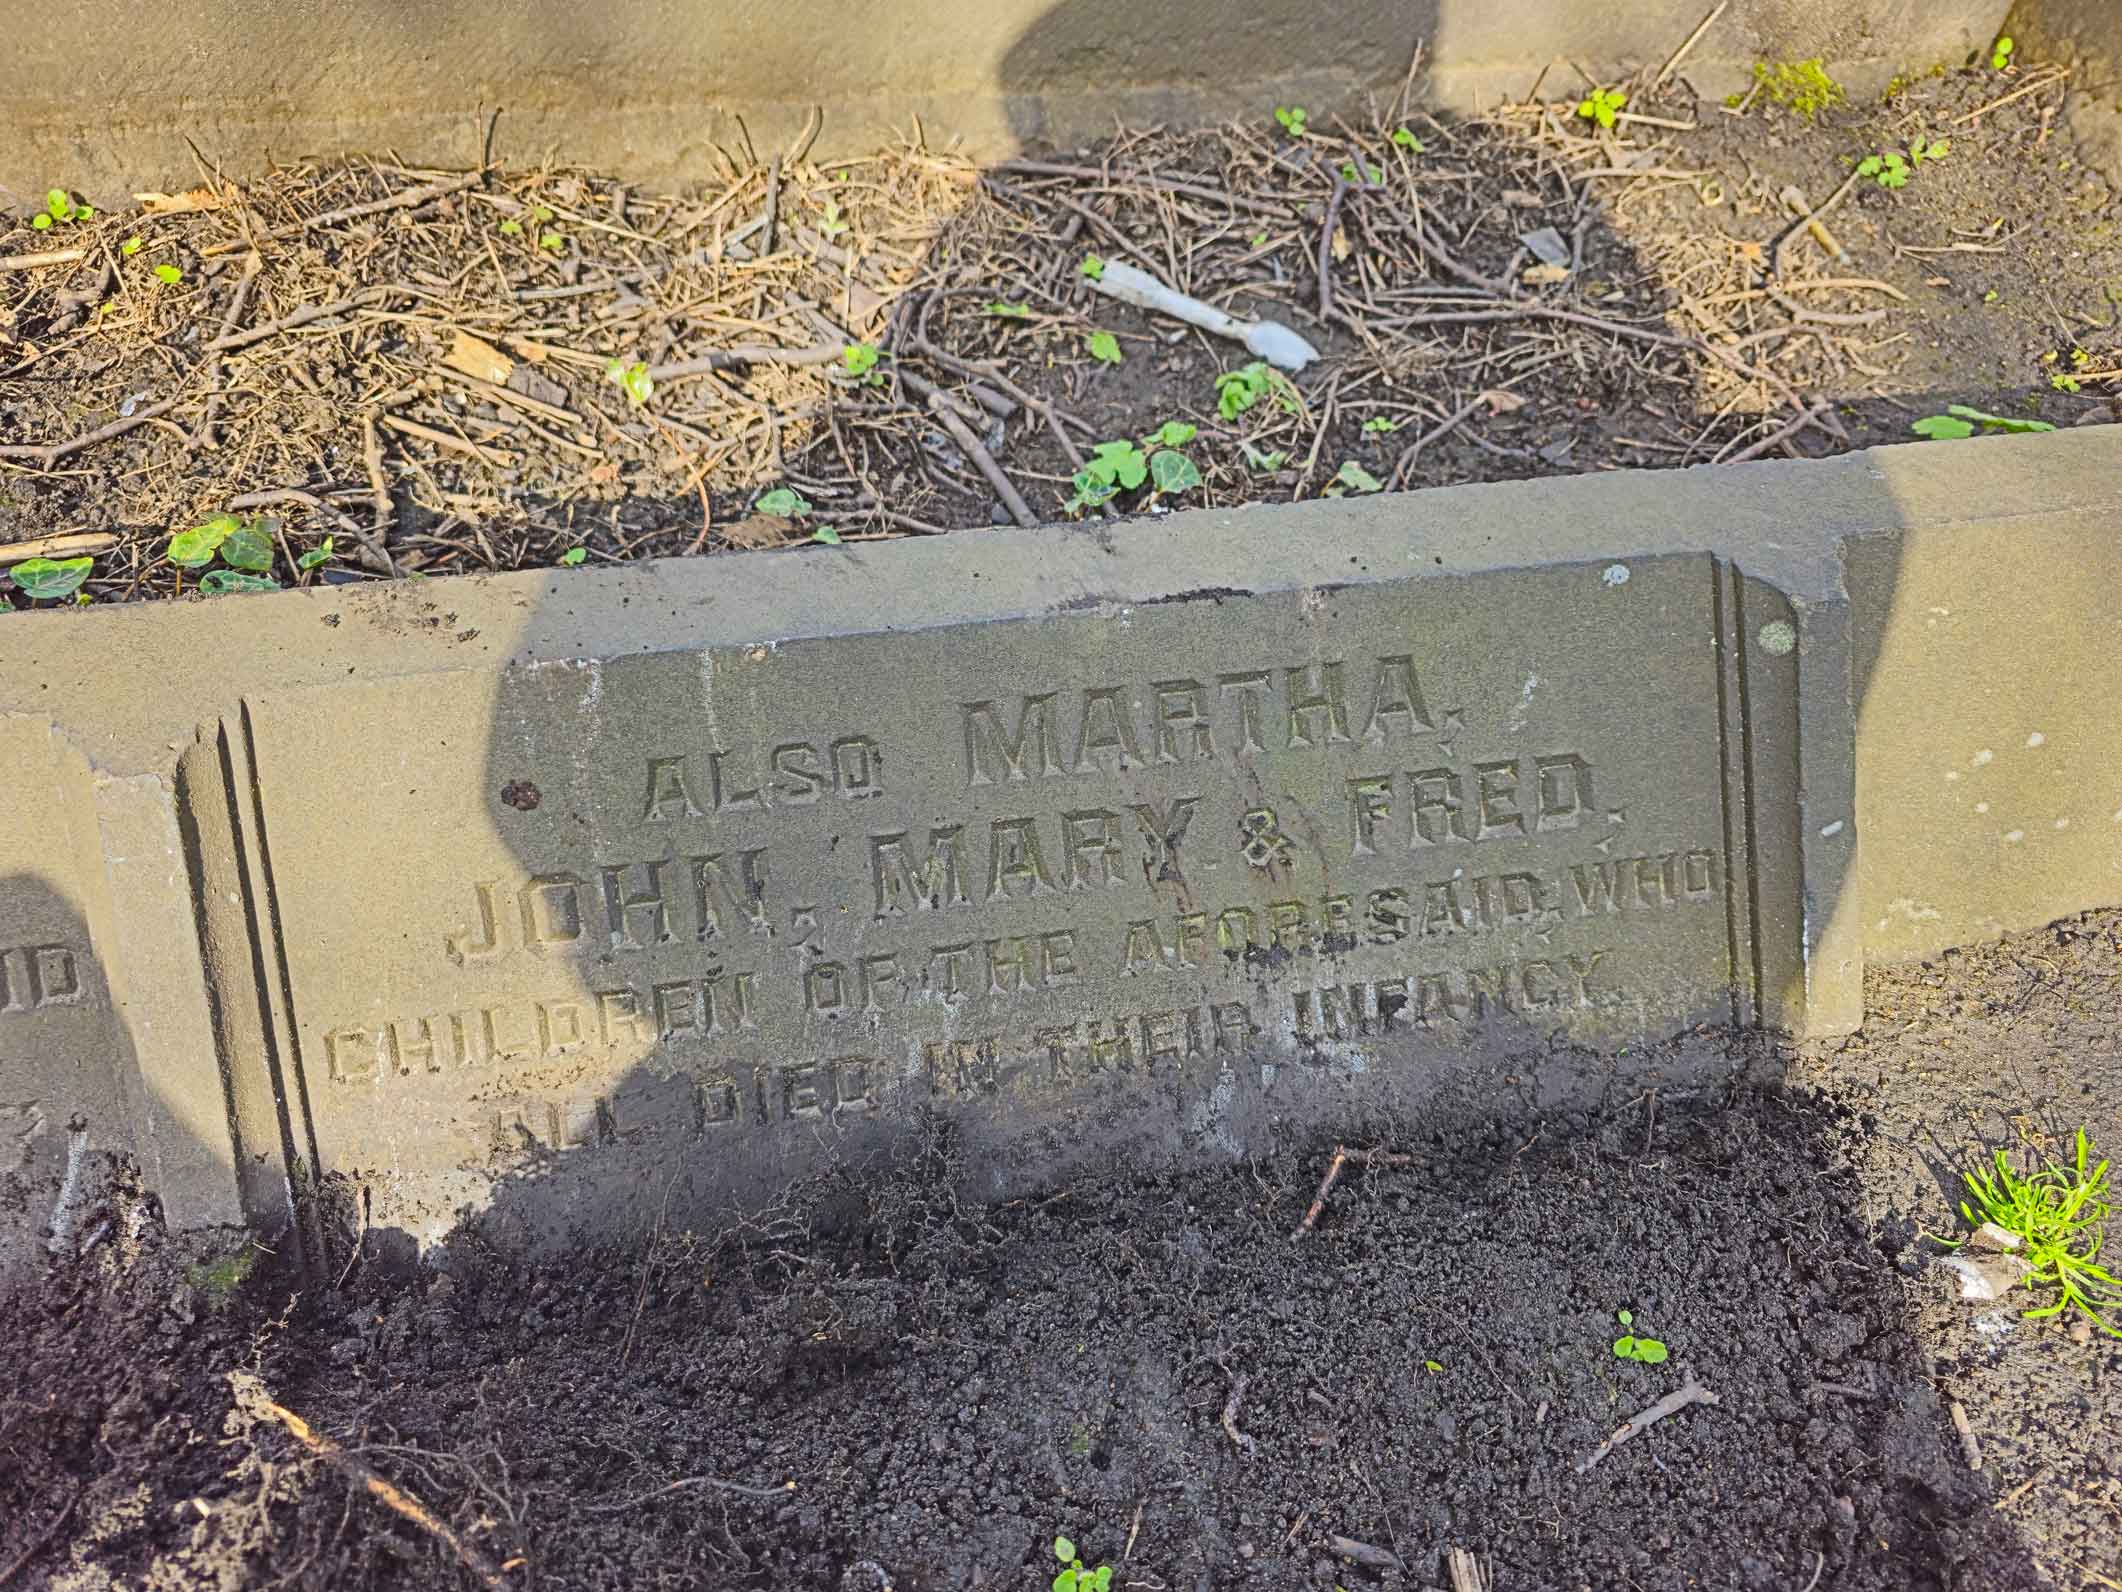 ALSO MARTHA,
JOHN, MARY. & FRED,
CHILDREN OF THE AFORESAID, WHO
ALL DIED IN THEIR INFANCY.